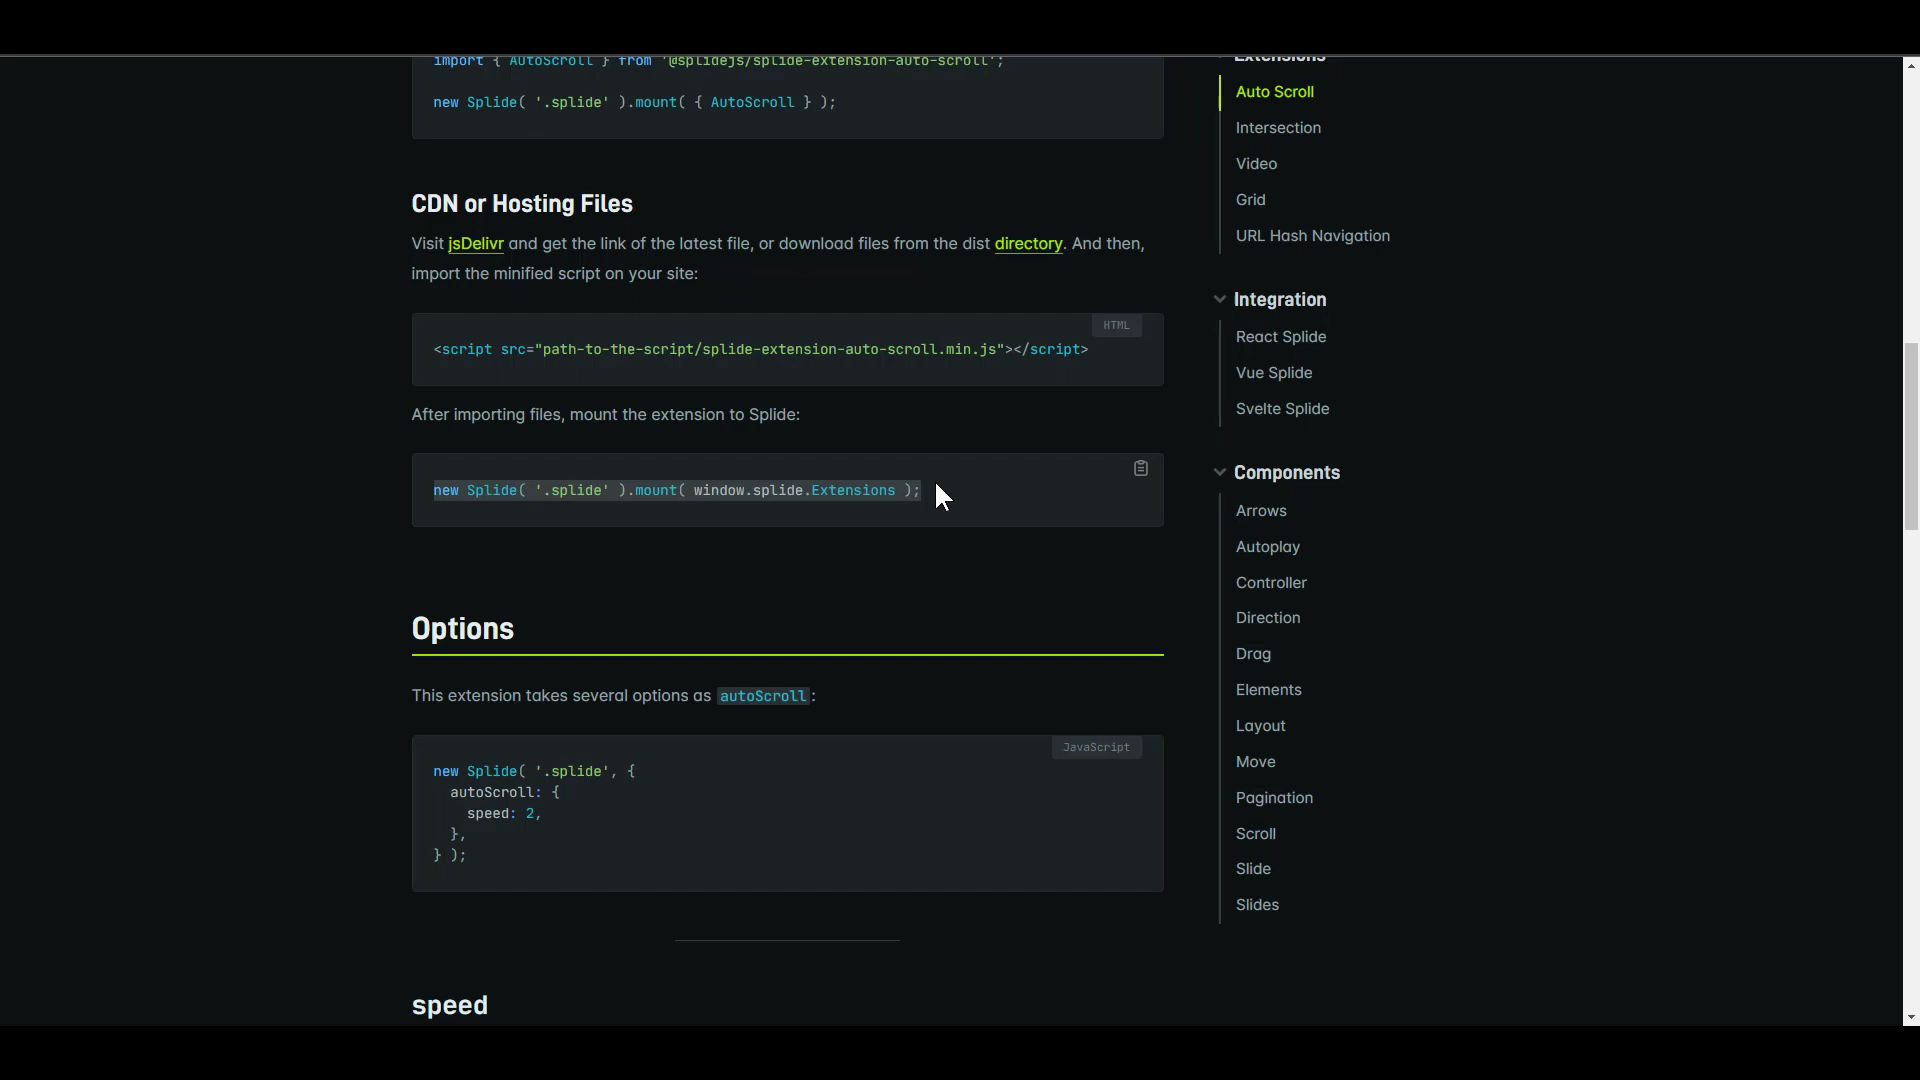 import { AutoScroll } from '@splidejs/splide-extension-auto-scroll';
new Splide( '.splide' ).mount( { AutoScroll } );
CDN or Hosting Files
Visit jsDelivr and get the link of the latest file, or download files from the dist directory. And then,
import the minified script on your site:
HTML
<script src="path-to-the-script/splide-extension-auto-scroll.min.js"></script>
After importing files, mount the extension to Splide:
new Splide( '.splide' ).mount( window.splide.Extensions );
Options
This extension takes several options as autoScroll:
JavaScript
new Splide( '.splide', {
autoScroll: {
speed: 2,
},
} );
speed
Extensions
Auto Scroll
Intersection
Video
Grid
URL Hash Navigation
Integration
React Splide
Vue Splide
Svelte Splide
Components
Arrows
Autoplay
Controller
Direction
Drag
Elements
Layout
Move
Pagination
Scroll
Slide
Slides